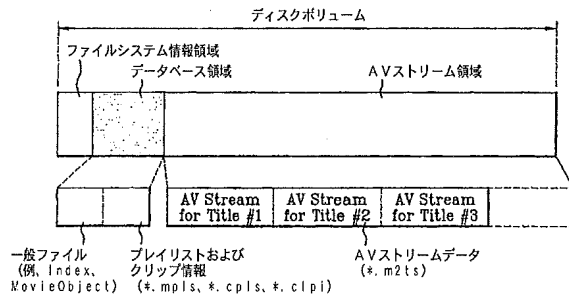 ディスクボリューム
ファイルシステム情報領域
データベース領域
AVストリーム領域
AV Stream for Title #1
AV Stream for Title #2
AV Stream for Title #3
一般ファイル
(例、Index、
MovieObject)
プレイリストおよび
クリップ情報
(*.mpls、*.cpls、*.clpi)
AVストリームデータ
(*.m2ts)